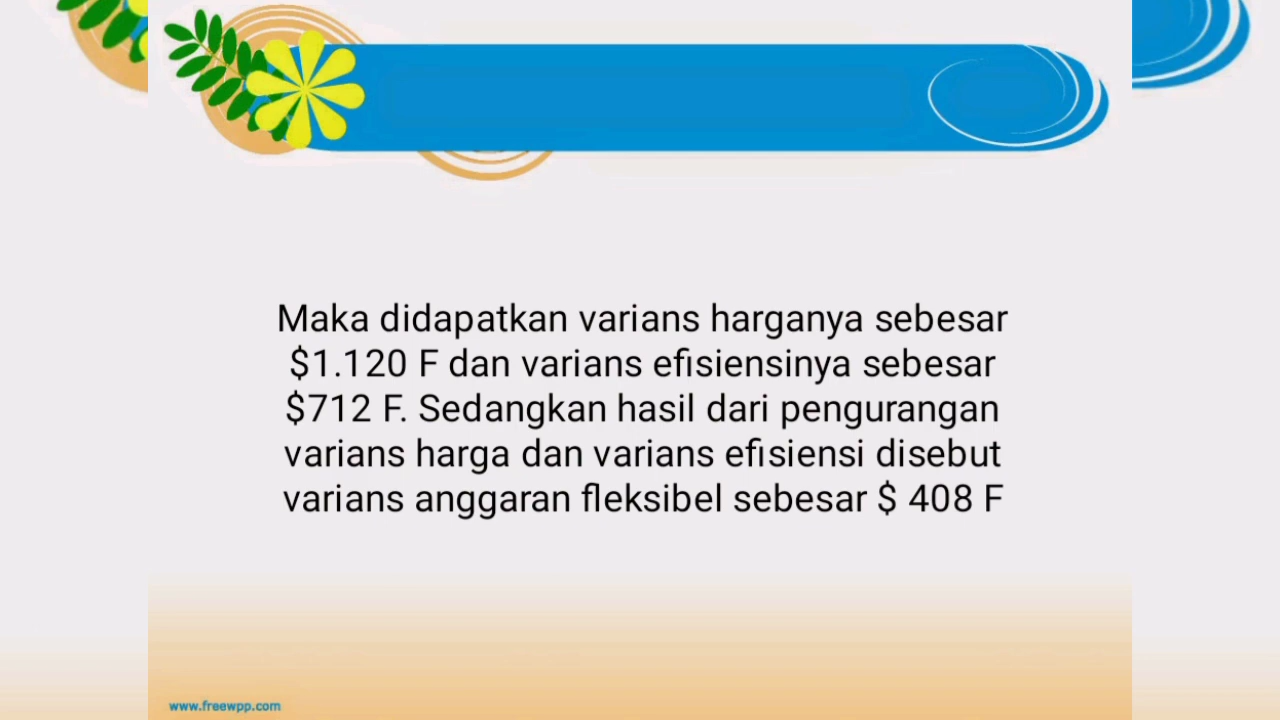 Maka didapatkan varians harganya sebesar
$1.120 F dan varians efisiensinya sebesar
$712 F. Sedangkan hasil dari pengurangan
varians harga dan varians efisiensi disebut
varians anggaran fleksibel sebesar $ 408 F
www.freewpp.com